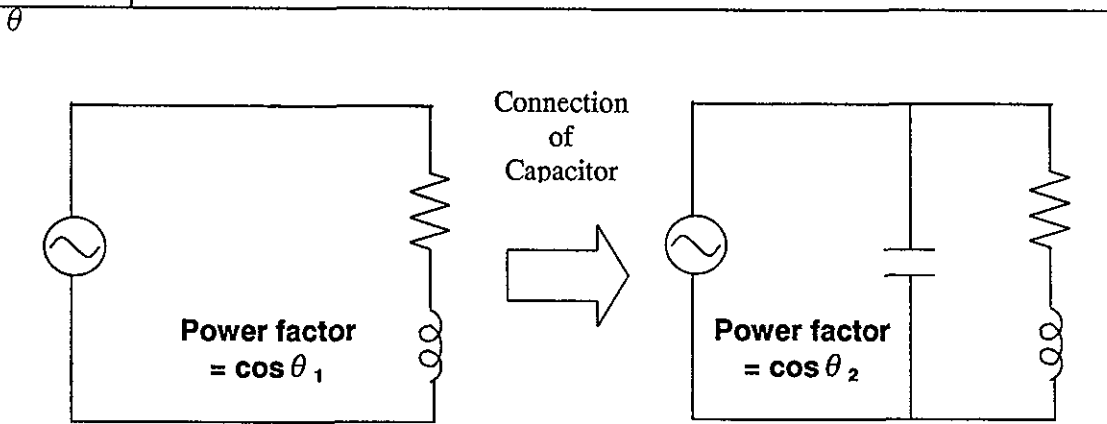 θ
Connection
of
Capacitor
Power factor
= cos θ 1
Power factor
= cos θ 2